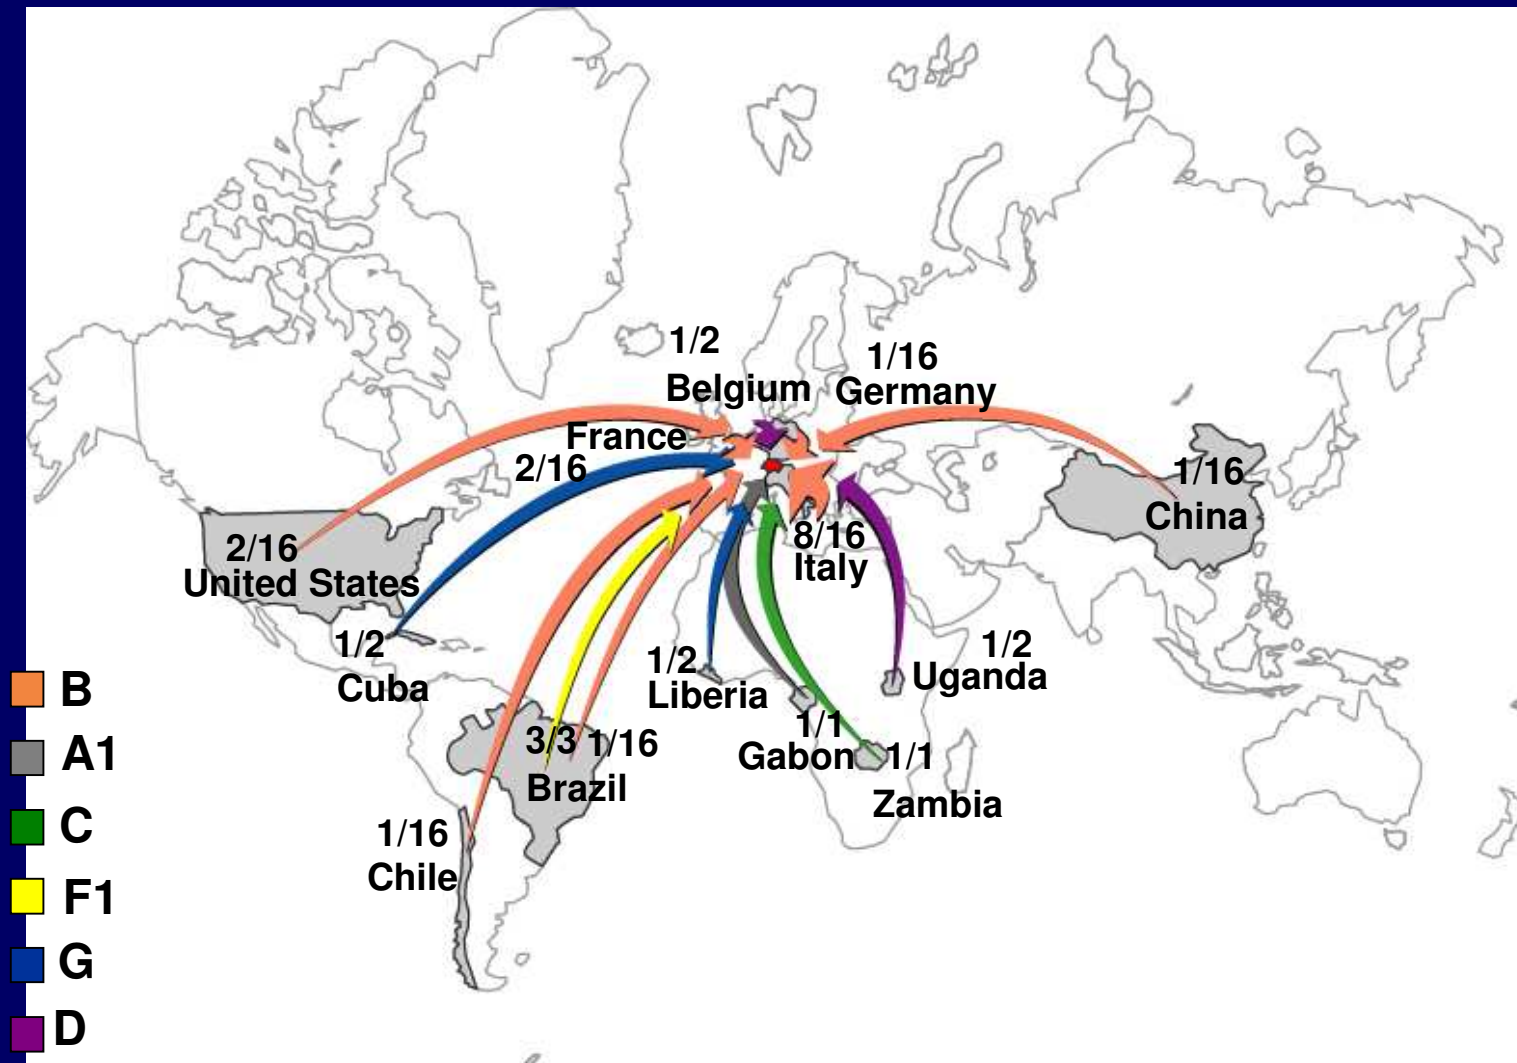 1/2
Belgium
1/16
Germany
France
2/16
1/16
China
8/16
Italy
2/16
United States
1/2
Cuba
1/2
Liberia
1/2
Uganda
3/3 1/16
Brazil
1/1
Gabon
1/1
Zambia
1/16
Chile
B
A1
C
F1
G
D